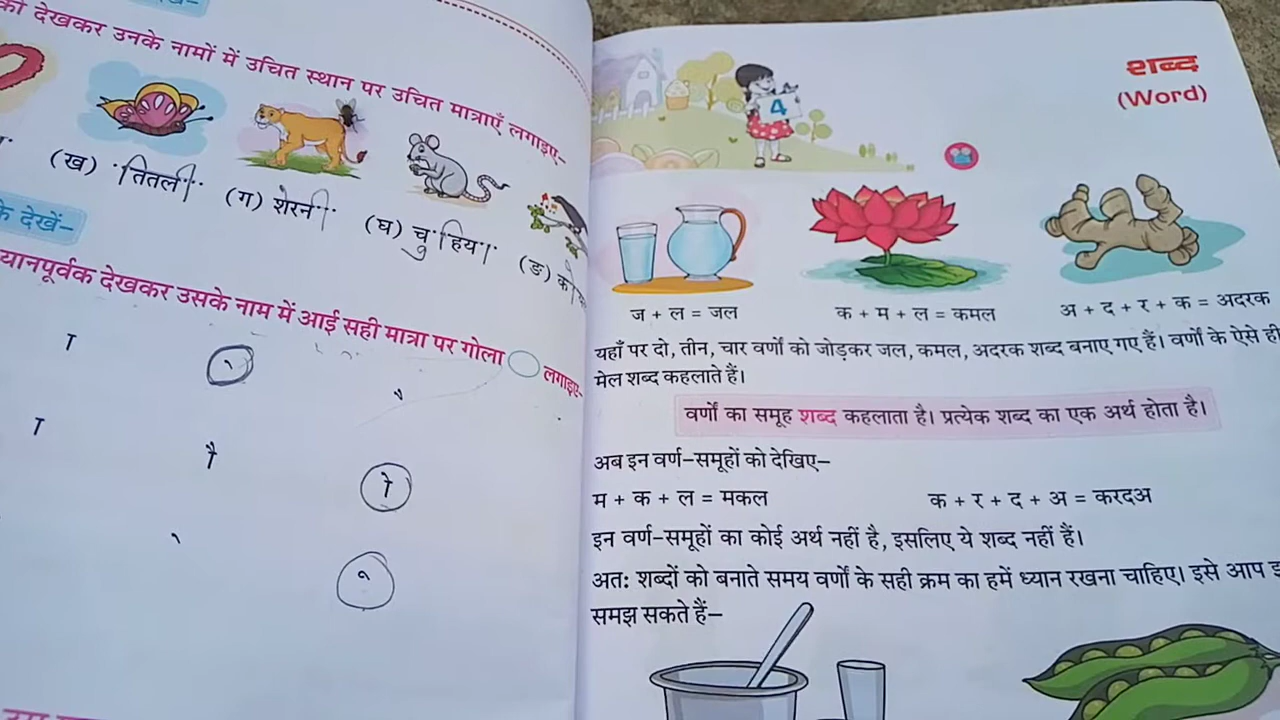 को देखकर उनके नामों में उचित स्थान पर उचित मात्राएँ लगाइए–
(ख) तितली (ग) शेरनी (घ) चुहिया (ङ)
के देखें–
ध्यानपूर्वक देखकर उसके नाम में आई सही मात्रा पर गोला लगाइए–
शब्द
(Word)
4
ज + ल = जल
क + म + ल = कमल
अ + द + र + क = अदरक
यहाँ पर दो, तीन, चार वर्णों को जोड़कर जल, कमल, अदरक शब्द बनाए गए हैं। वर्णों के ऐसे ही
मेल शब्द कहलाते हैं।
वर्णों का समूह शब्द कहलाता है। प्रत्येक शब्द का एक अर्थ होता है।
अब इन वर्ण–समूहों को देखिए–
म + क + ल = मकल
क + र + द + अ = करदअ
इन वर्ण–समूहों का कोई अर्थ नहीं है, इसलिए ये शब्द नहीं हैं।
अतः शब्दों को बनाते समय वर्णों के सही क्रम का हमें ध्यान रखना चाहिए। इसे आप
समझ सकते हैं–